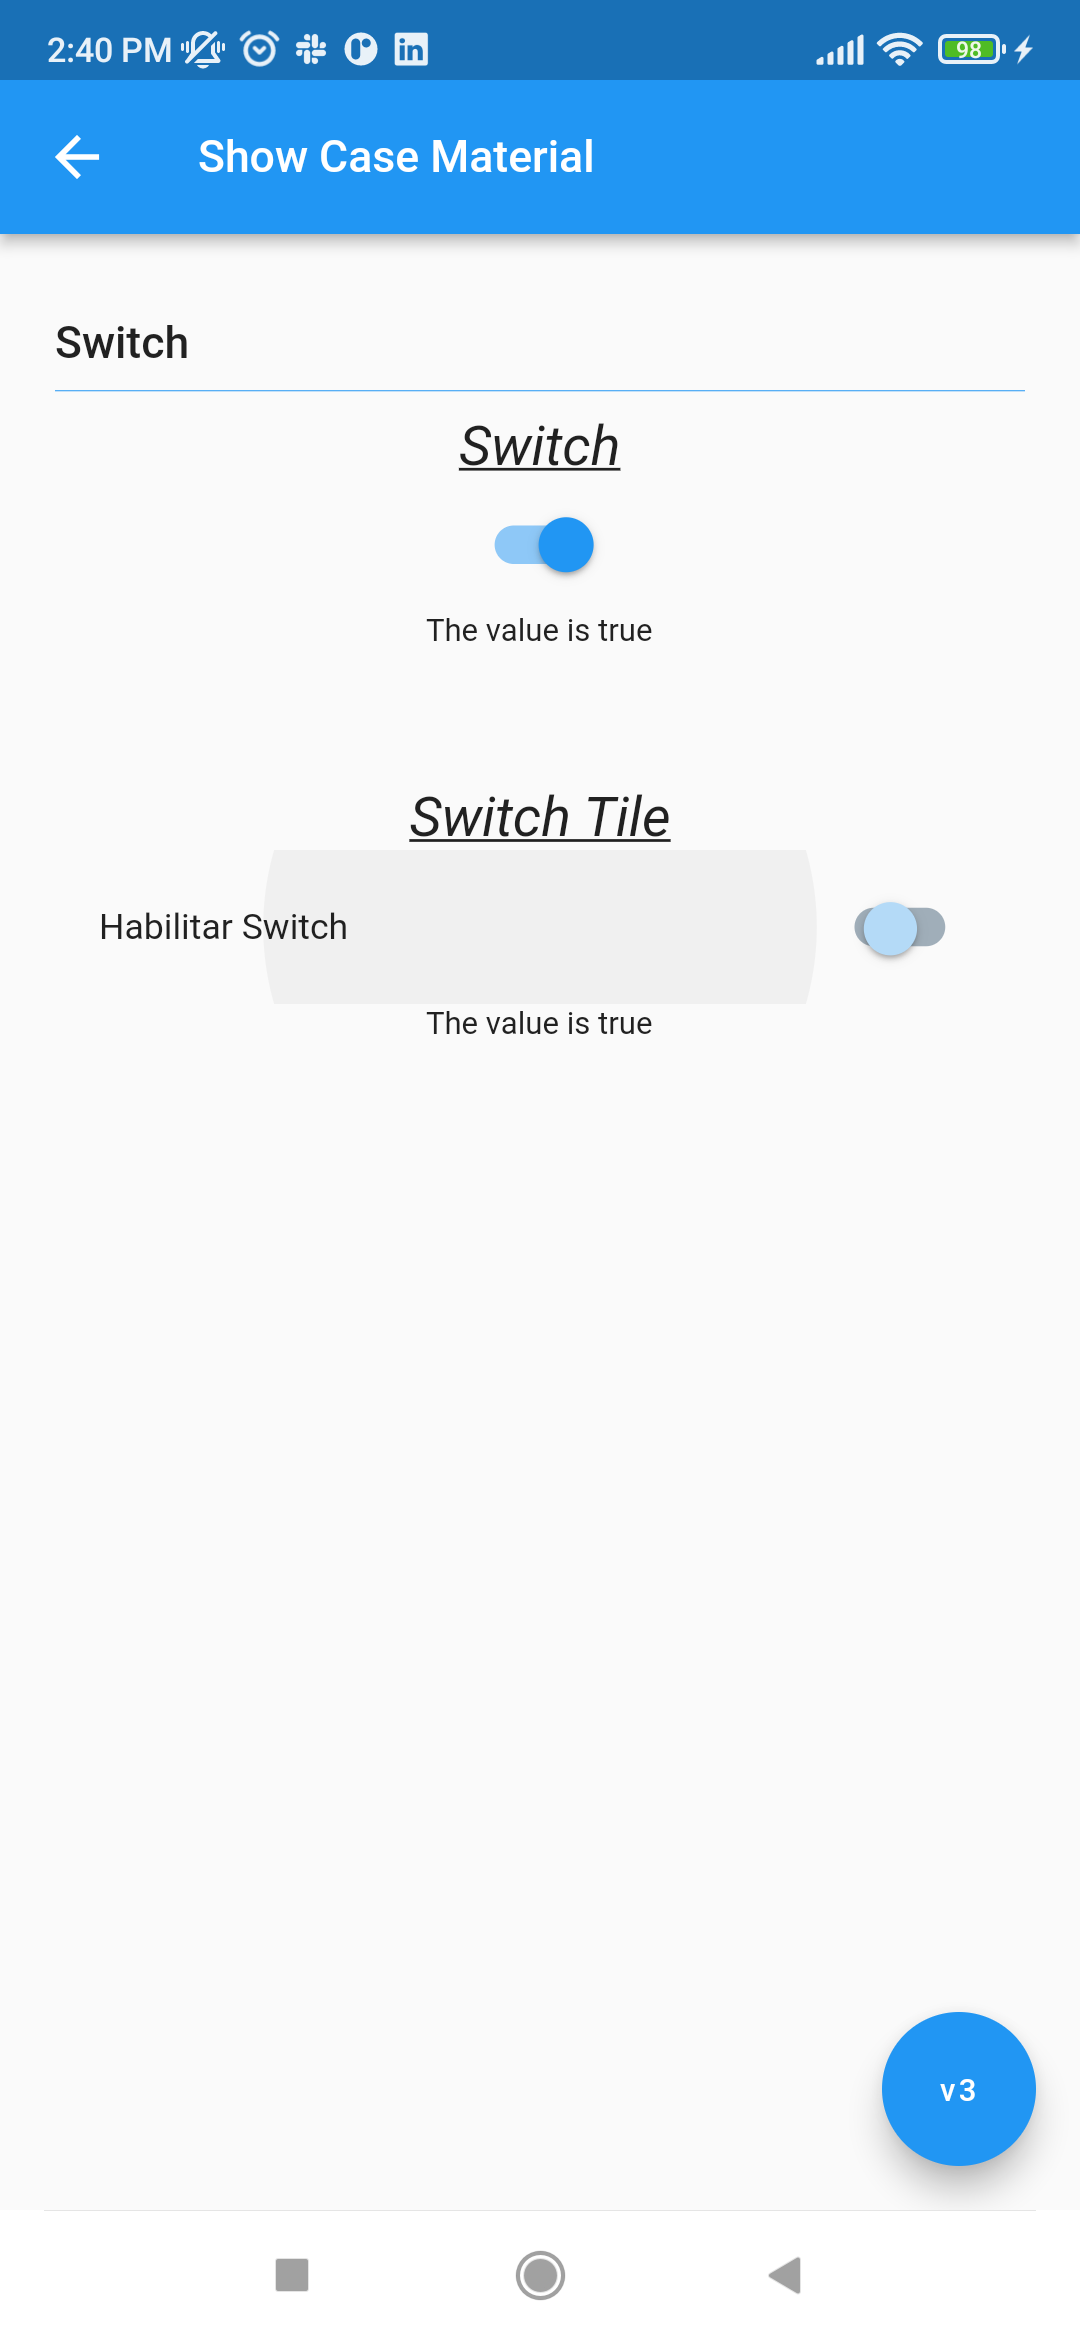 2:40 PM
98
Show Case Material
Switch
Switch
The value is true
Switch Tile
Habilitar Switch
The value is true
v3